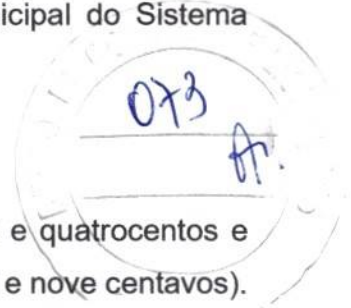 icipal do Sistema
073
e quatrocentos e
e nove centavos).